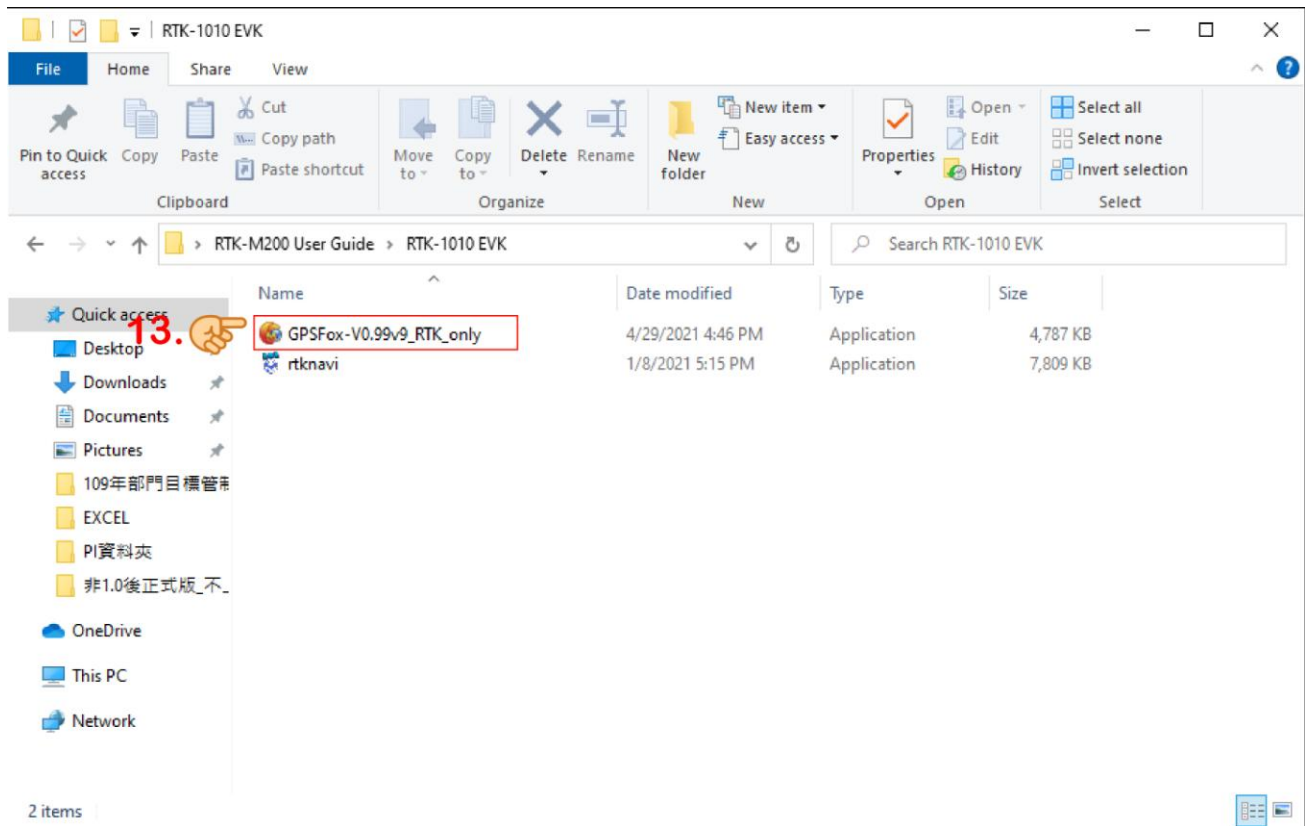 RTK-1010 EVK
File Home Share View
Pin to Quick access
Copy
Paste
Cut
Copy path
Paste shortcut
Clipboard
Move to
Copy to
Delete
Rename
Organize
New folder
New item
Easy access
New
Properties
Open
Edit
History
Open
Select all
Select none
Invert selection
Select
RTK-M200 User Guide > RTK-1010 EVK
Search RTK-1010 EVK
Name Date modified Type Size
13.
GPSFox-V0.99v9_RTK_only 4/29/2021 4:46 PM Application 4,787 KB
rtknavi 1/8/2021 5:15 PM Application 7,809 KB
Quick access
Desktop
Downloads
Documents
Pictures
109年部門目標管制
EXCEL
PI資料夾
非1.0後正式版_不_
OneDrive
This PC
Network
2 items